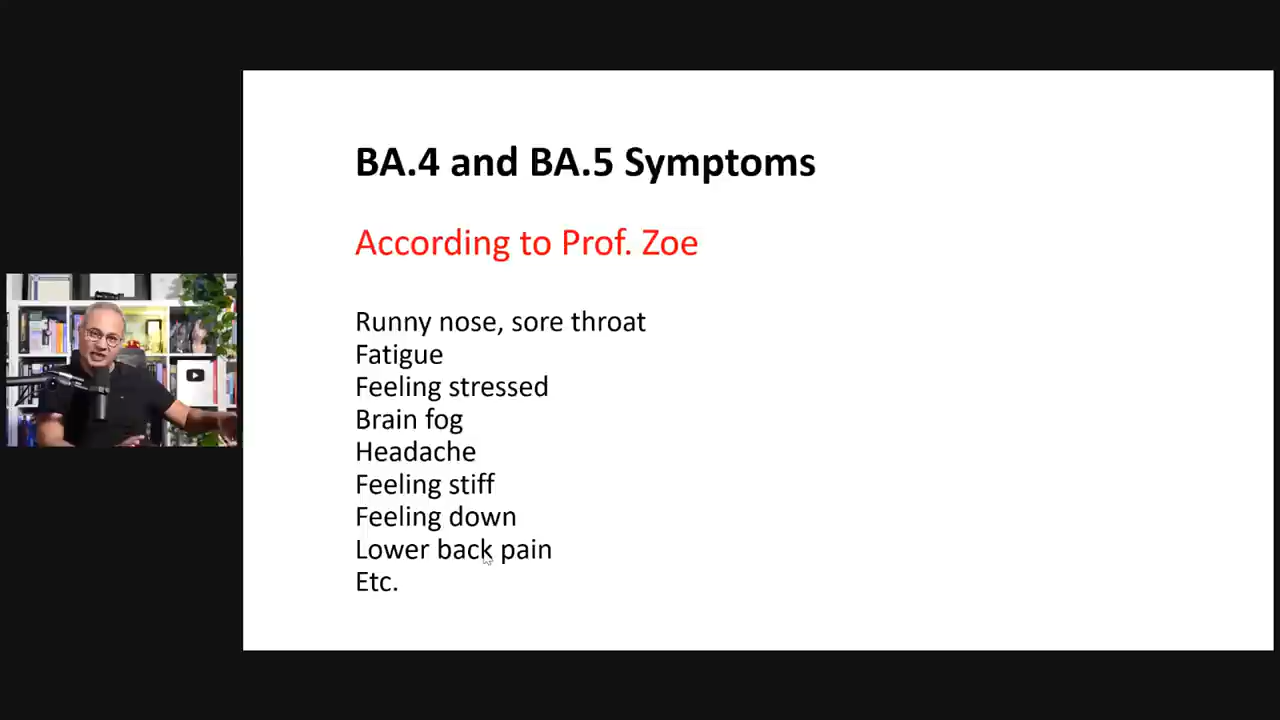 BA.4 and BA.5 Symptoms
According to Prof. Zoe
Runny nose, sore throat
Fatigue
Feeling stressed
Brain fog
Headache
Feeling stiff
Feeling down
Lower back pain
Etc.